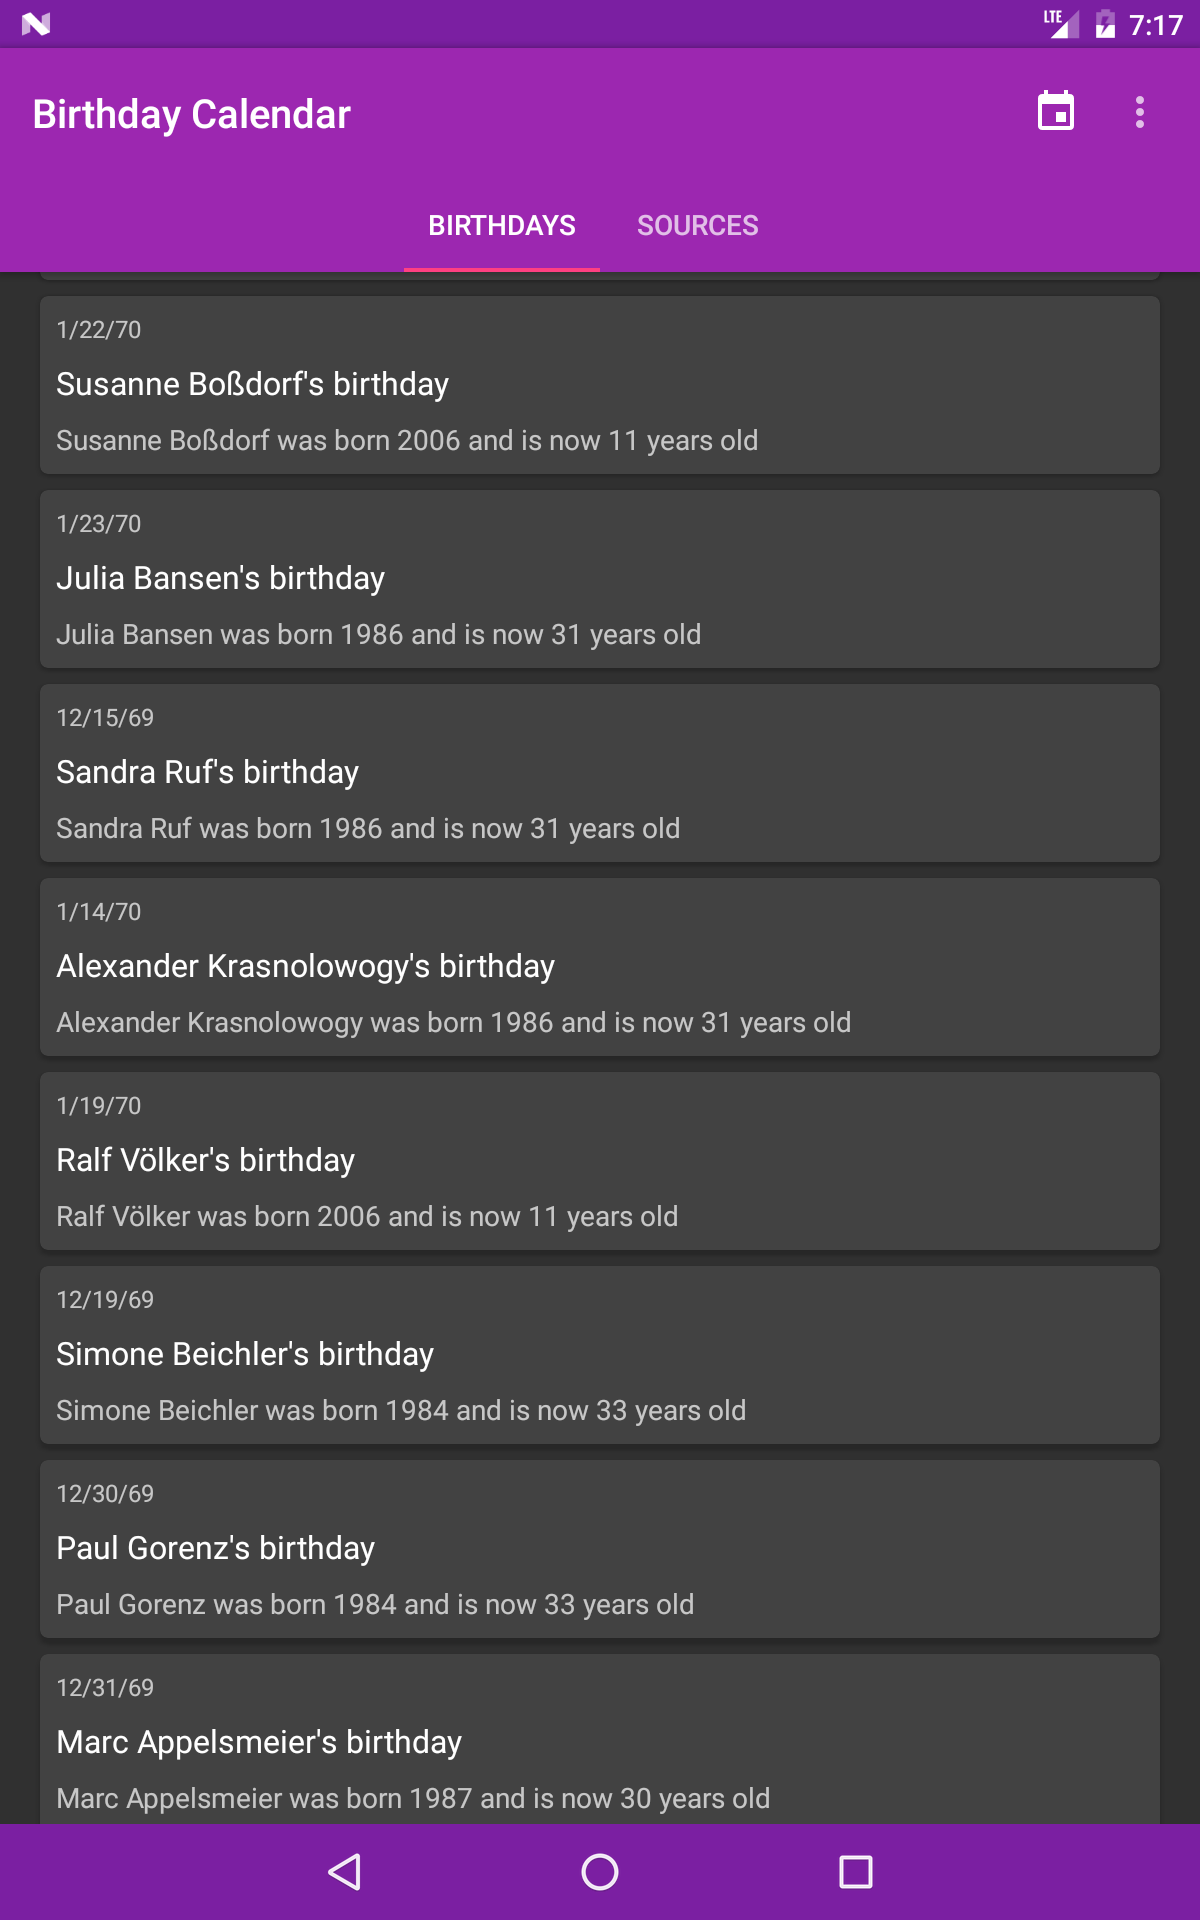 LTE 7:17
Birthday Calendar
BIRTHDAYS SOURCES
1/22/70
Susanne Boßdorf's birthday
Susanne Boßdorf was born 2006 and is now 11 years old
1/23/70
Julia Bansen's birthday
Julia Bansen was born 1986 and is now 31 years old
12/15/69
Sandra Ruf's birthday
Sandra Ruf was born 1986 and is now 31 years old
1/14/70
Alexander Krasnolowogy's birthday
Alexander Krasnolowogy was born 1986 and is now 31 years old
1/19/70
Ralf Völker's birthday
Ralf Völker was born 2006 and is now 11 years old
12/19/69
Simone Beichler's birthday
Simone Beichler was born 1984 and is now 33 years old
12/30/69
Paul Gorenz's birthday
Paul Gorenz was born 1984 and is now 33 years old
12/31/69
Marc Appelsmeier's birthday
Marc Appelsmeier was born 1987 and is now 30 years old